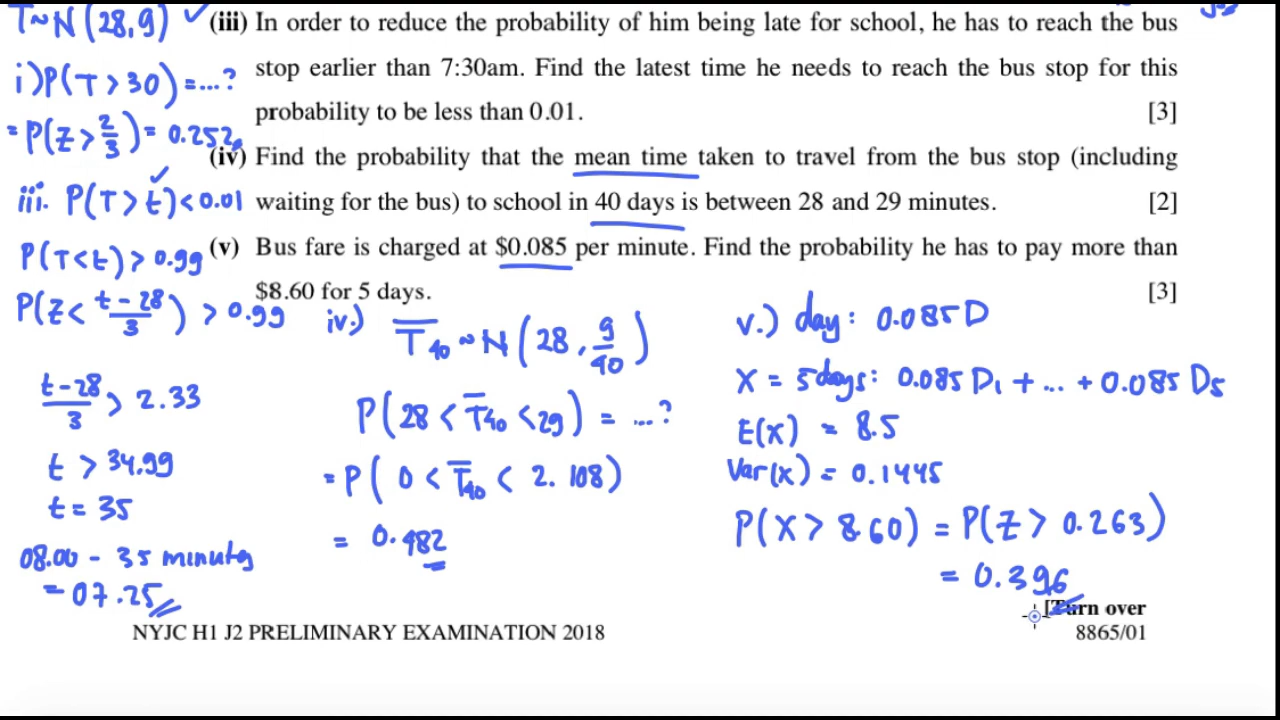 T~N(28,9) ✓
i) P(T > 30) = ...?
= P(Z > 2/3) = 0.252
iii. P(T > t) < 0.01
P(T < t) > 0.99
P(Z < (t - 28)/3) > 0.99
(t - 28)/3 > 2.33
t > 34.99
t = 35
08.00 - 35 minutes
= 07.25
(iii) In order to reduce the probability of him being late for school, he has to reach the bus
stop earlier than 7:30am. Find the latest time he needs to reach the bus stop for this
probability to be less than 0.01. [3]
(iv) Find the probability that the mean time taken to travel from the bus stop (including
waiting for the bus) to school in 40 days is between 28 and 29 minutes. [2]
(v) Bus fare is charged at $0.085 per minute. Find the probability he has to pay more than
$8.60 for 5 days. [3]
iv.) T̄40 ~ N(28, 9/40)
P(28 < T̄40 < 29) = ...?
= P(0 < T̄40 < 2.108)
= 0.482
v.) day: 0.085D
X = 5days: 0.085 D1 + ... + 0.085 D5
E(X) = 8.5
Var(X) = 0.1445
P(X > 8.60) = P(Z > 0.263)
= 0.396
[Turn over
NYJC H1 J2 PRELIMINARY EXAMINATION 2018 8865/01